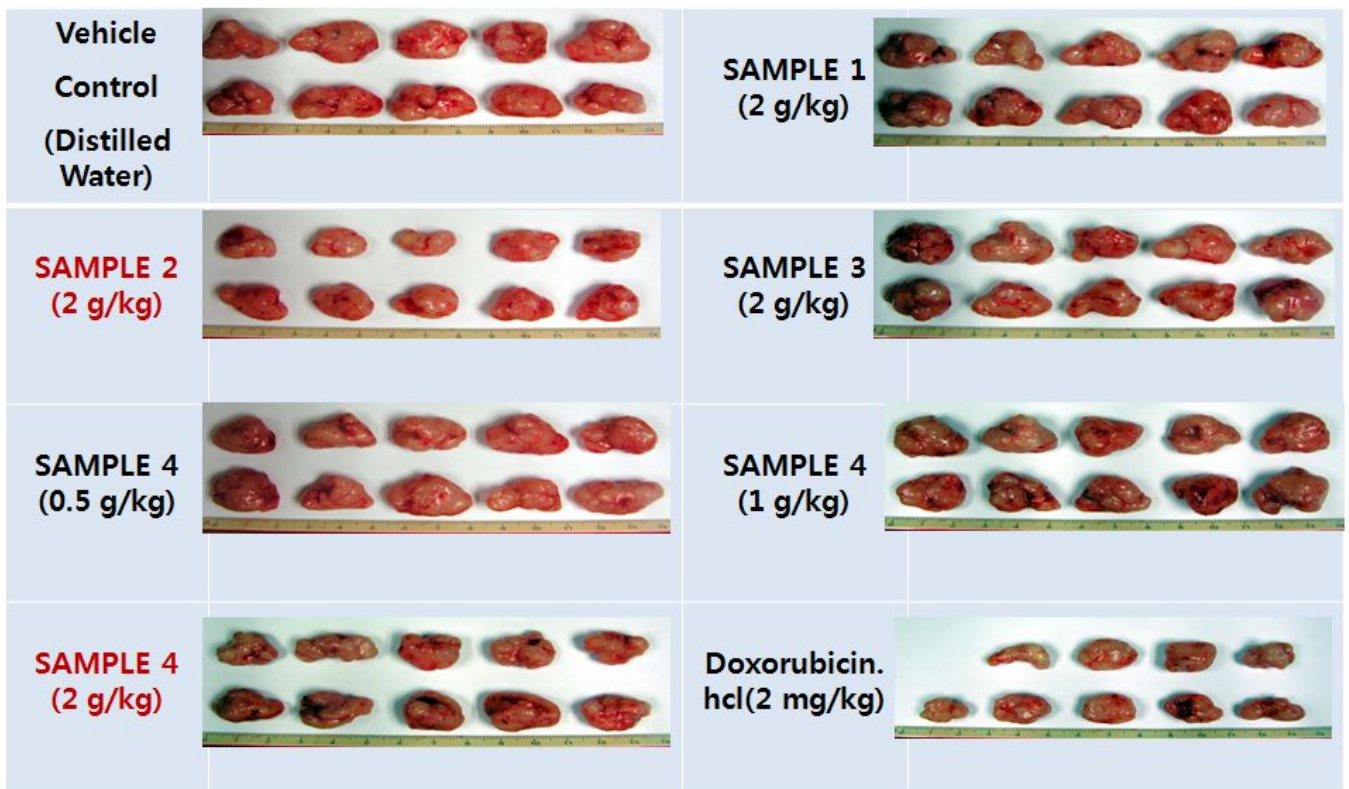 Vehicle
Control
(Distilled
Water)
SAMPLE 1
(2 g/kg)
SAMPLE 2
(2 g/kg)
SAMPLE 3
(2 g/kg)
SAMPLE 4
(0.5 g/kg)
SAMPLE 4
(1 g/kg)
SAMPLE 4
(2 g/kg)
Doxorubicin.
hcl(2 mg/kg)